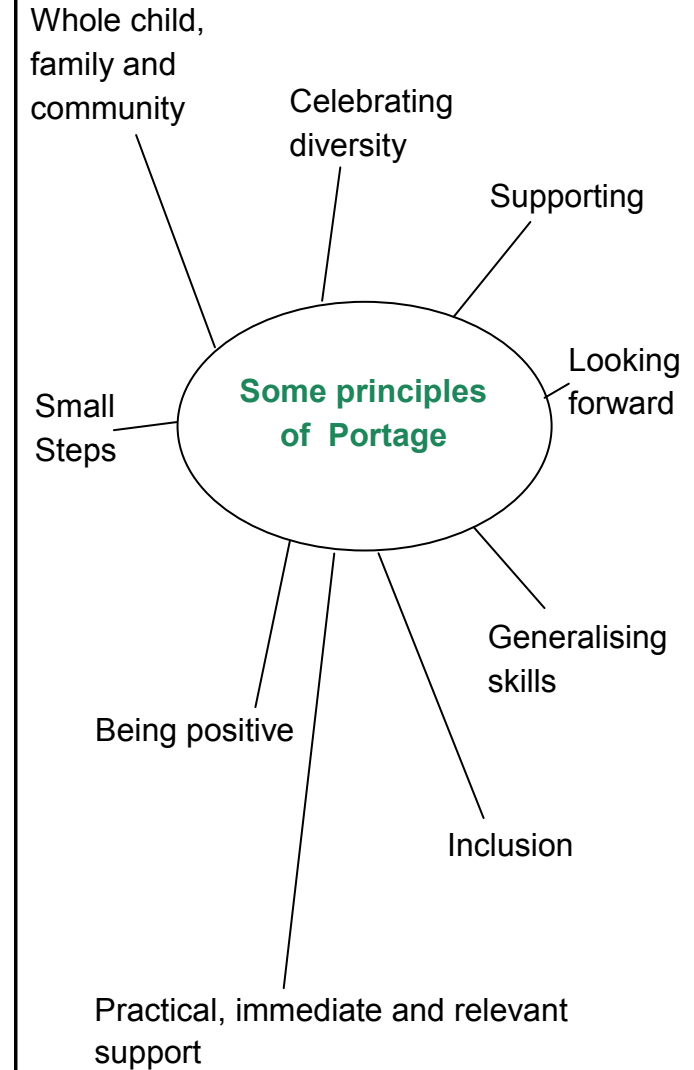 Whole child,
family and
community
Celebrating
diversity
Supporting
Looking
forward
Some principles
of Portage
Small
Steps
Generalising
skills
Being positive
Inclusion
Practical, immediate and relevant
support